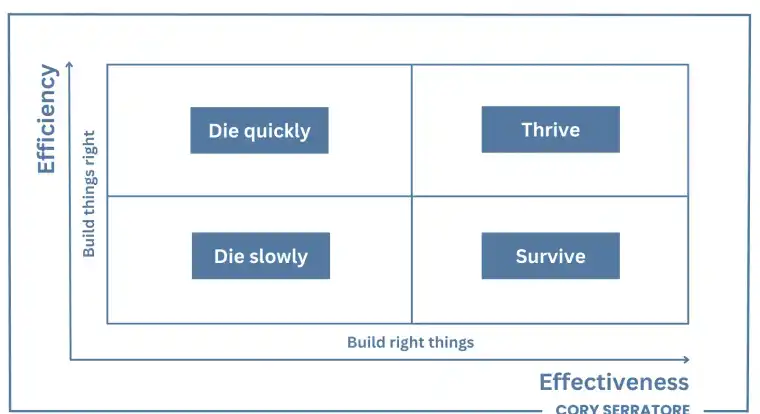 Efficiency
Build things right
Die quickly
Thrive
Die slowly
Survive
Build right things
Effectiveness
CORY SERRATORE